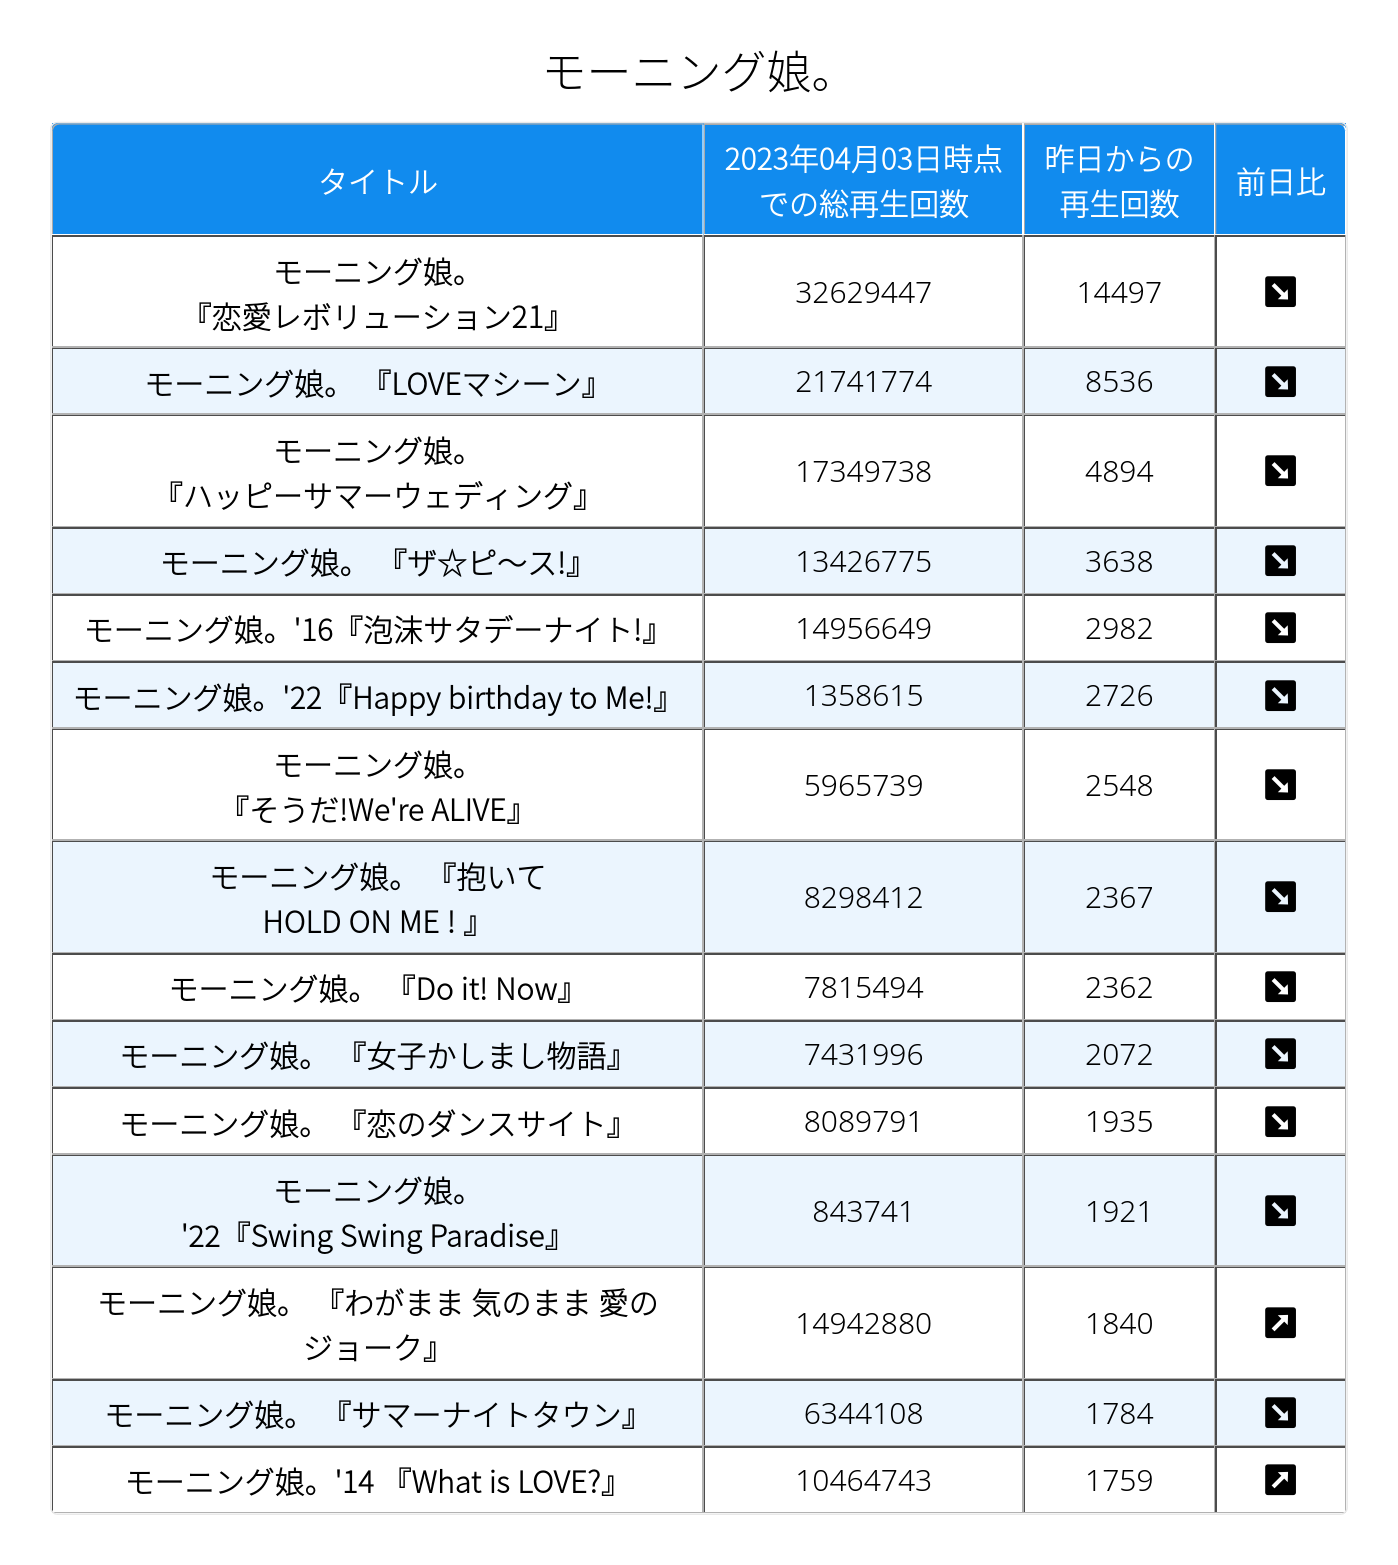 モーニング娘。
タイトル
2023年04月03日時点
での総再生回数
昨日からの
再生回数
前日比
モーニング娘。
『恋愛レボリューション21』
32629447
14497
モーニング娘。 『LOVEマシーン』
21741774
8536
モーニング娘。
『ハッピーサマーウェディング』
17349738
4894
モーニング娘。 『ザ☆ピ〜ス!』
13426775
3638
モーニング娘。'16『泡沫サタデーナイト!』
14956649
2982
モーニング娘。'22『Happy birthday to Me!』
1358615
2726
モーニング娘。
『そうだ!We're ALIVE』
5965739
2548
モーニング娘。 『抱いて
HOLD ON ME ! 』
8298412
2367
モーニング娘。 『Do it! Now』
7815494
2362
モーニング娘。 『女子かしまし物語』
7431996
2072
モーニング娘。 『恋のダンスサイト』
8089791
1935
モーニング娘。
'22『Swing Swing Paradise』
843741
1921
モーニング娘。 『わがまま 気のまま 愛の
ジョーク』
14942880
1840
モーニング娘。 『サマーナイトタウン』
6344108
1784
モーニング娘。'14 『What is LOVE?』
10464743
1759